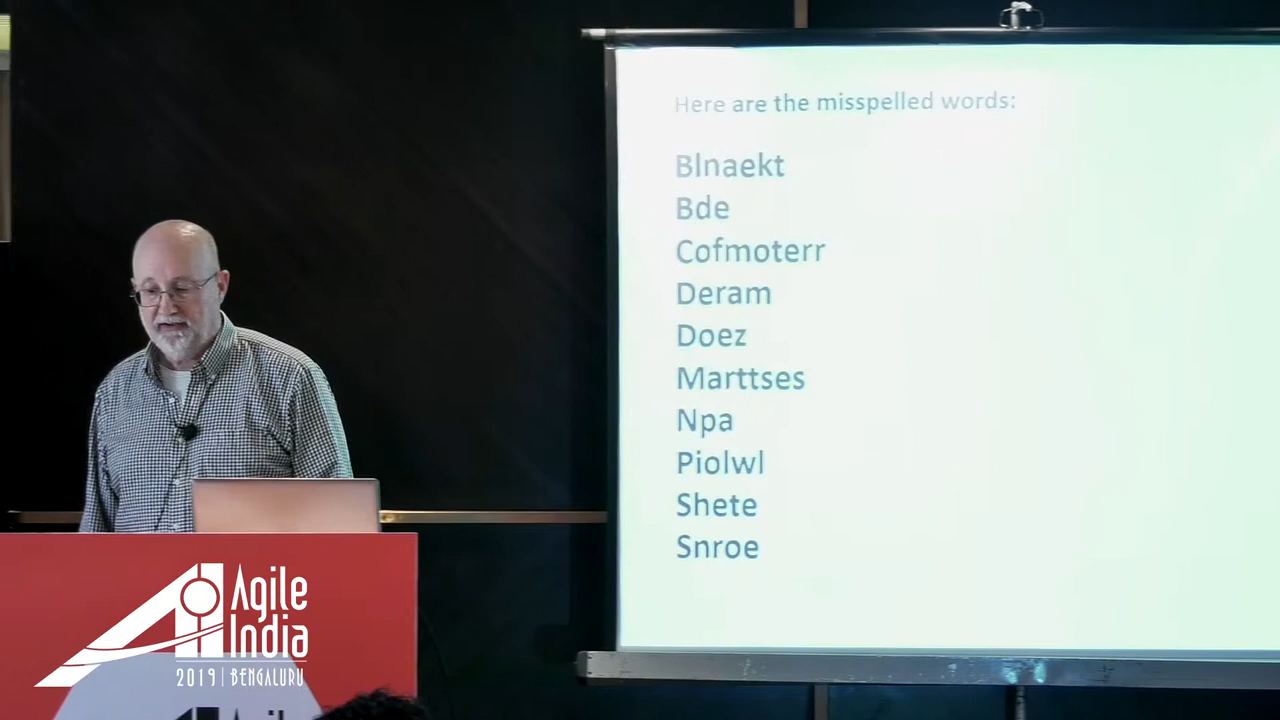 Here are the misspelled words:
Blnaekt
Bde
Cofmoterr
Deram
Doez
Marttses
Npa
Piolwl
Shete
Snroe
Agile
India
2019 | BENGALURU